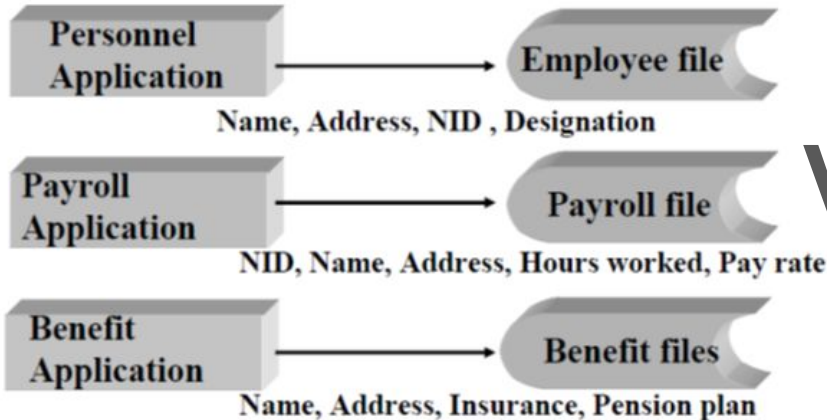 Personnel
Application
Employee file
Name, Address, NID , Designation
Payroll
Application
Payroll file
NID, Name, Address, Hours worked, Pay rate
Benefit
Application
Benefit files
Name, Address, Insurance, Pension plan